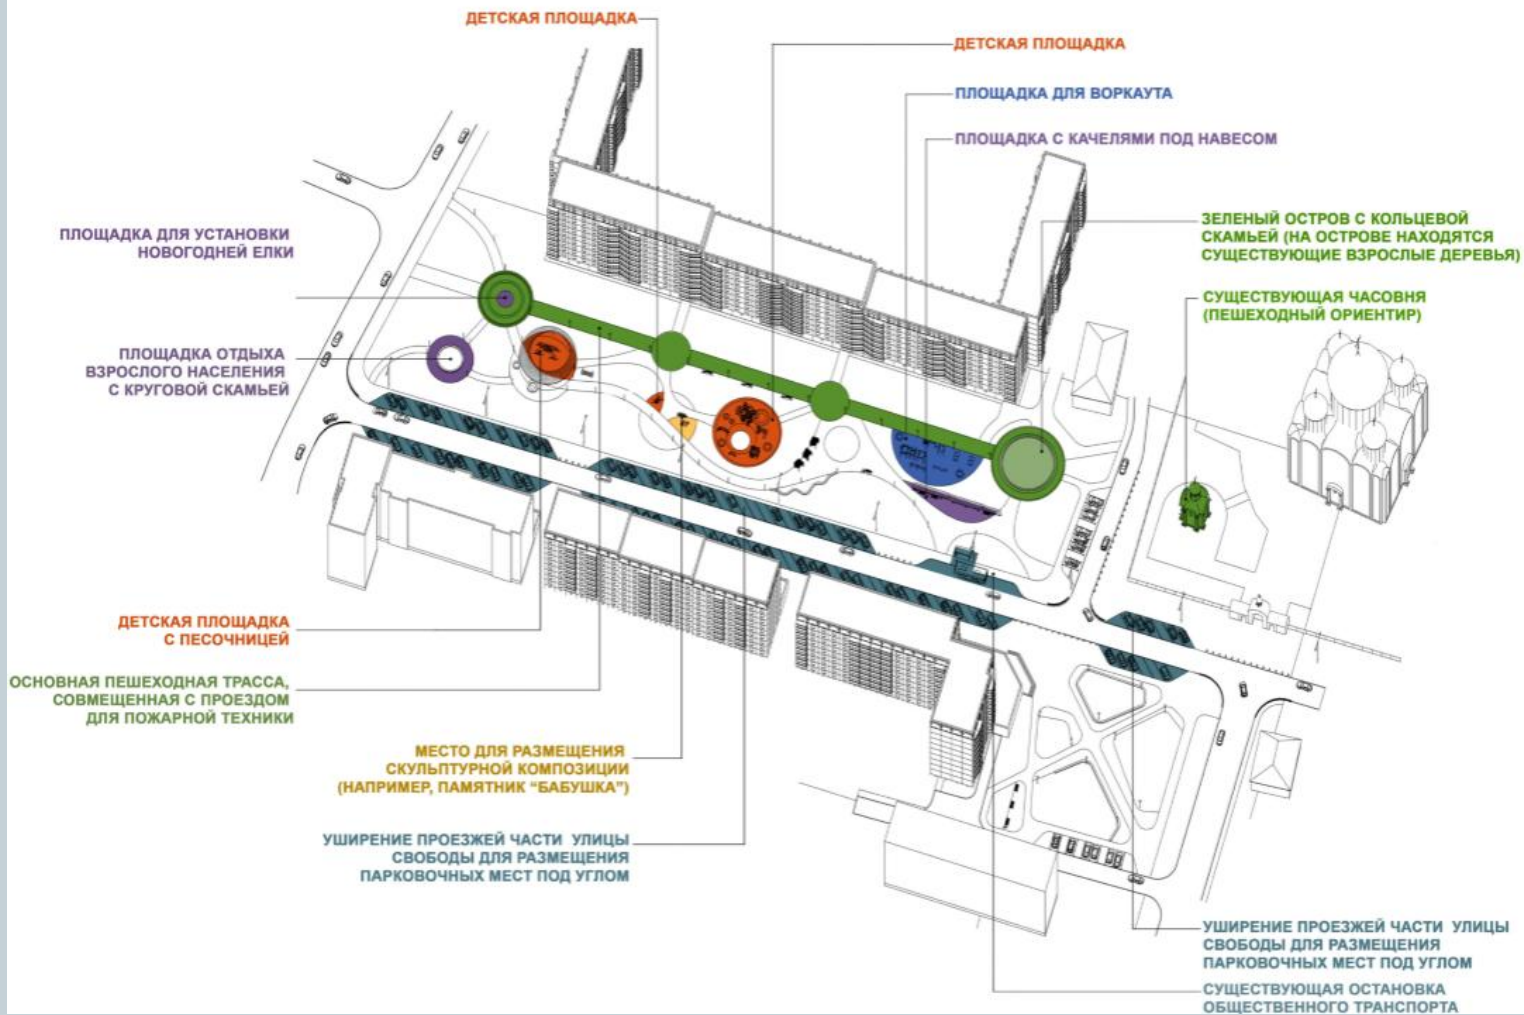 ДЕТСКАЯ ПЛОЩАДКА
ДЕТСКАЯ ПЛОЩАДКА
ПЛОЩАДКА ДЛЯ ВОРКАУТА
ПЛОЩАДКА С КАЧЕЛЯМИ ПОД НАВЕСОМ
ЗЕЛЕНЫЙ ОСТРОВ С КОЛЬЦЕВОЙ
СКАМЬЕЙ (НА ОСТРОВЕ НАХОДЯТСЯ
СУЩЕСТВУЮЩИЕ ВЗРОСЛЫЕ ДЕРЕВЬЯ)
СУЩЕСТВУЮЩАЯ ЧАСОВНЯ
(ПЕШЕХОДНЫЙ ОРИЕНТИР)
ПЛОЩАДКА ДЛЯ УСТАНОВКИ
НОВОГОДНЕЙ ЕЛКИ
ПЛОЩАДКА ОТДЫХА
ВЗРОСЛОГО НАСЕЛЕНИЯ
С КРУГОВОЙ СКАМЬЕЙ
ДЕТСКАЯ ПЛОЩАДКА
С ПЕСОЧНИЦЕЙ
ОСНОВНАЯ ПЕШЕХОДНАЯ ТРАССА,
СОВМЕЩЕННАЯ С ПРОЕЗДОМ
ДЛЯ ПОЖАРНОЙ ТЕХНИКИ
МЕСТО ДЛЯ РАЗМЕЩЕНИЯ
СКУЛЬПТУРНОЙ КОМПОЗИЦИИ
(НАПРИМЕР, ПАМЯТНИК “БАБУШКА”)
УШИРЕНИЕ ПРОЕЗЖЕЙ ЧАСТИ УЛИЦЫ
СВОБОДЫ ДЛЯ РАЗМЕЩЕНИЯ
ПАРКОВОЧНЫХ МЕСТ ПОД УГЛОМ
УШИРЕНИЕ ПРОЕЗЖЕЙ ЧАСТИ УЛИЦЫ
СВОБОДЫ ДЛЯ РАЗМЕЩЕНИЯ
ПАРКОВОЧНЫХ МЕСТ ПОД УГЛОМ
СУЩЕСТВУЮЩАЯ ОСТАНОВКА
ОБЩЕСТВЕННОГО ТРАНСПОРТА